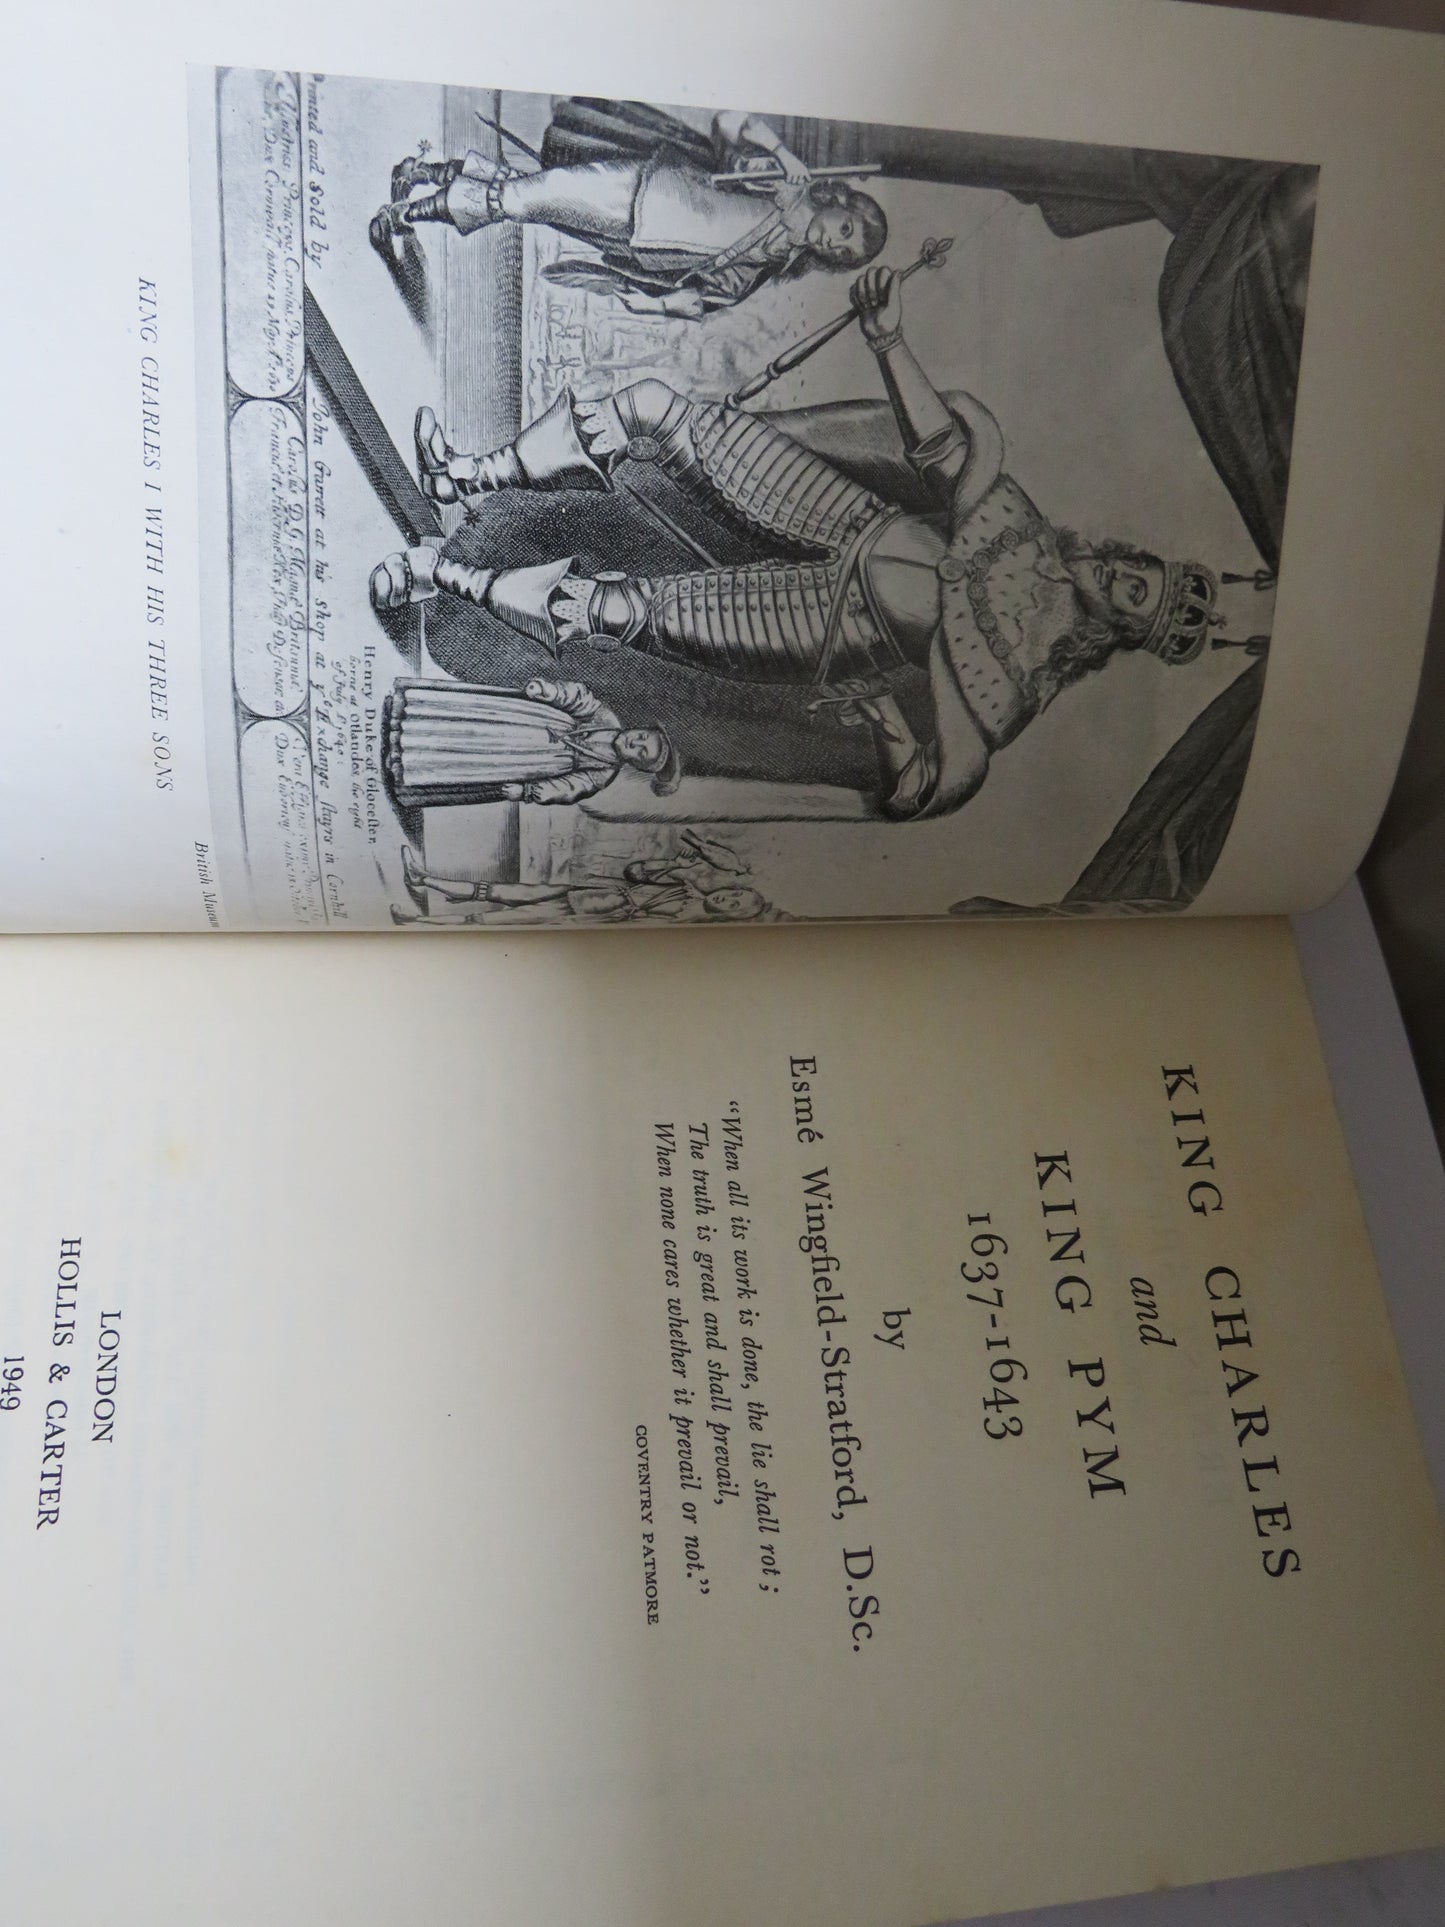 Printed and Sold by John Garrett at his shop at yᵉ Exchange stayrs in Cornhill
Henry Duke of Glocester,
borne at Otlandes, the eight
of July 1640:
KING CHARLES I WITH HIS THREE SONS
British Museum
KING CHARLES
and
KING PYM
1637-1643
by
Esmé Wingfield-Stratford, D.Sc.
“When all its work is done, the lie shall rot;
The truth is great and shall prevail,
When none cares whether it prevail or not.”
COVENTRY PATMORE
LONDON
HOLLIS & CARTER
1949